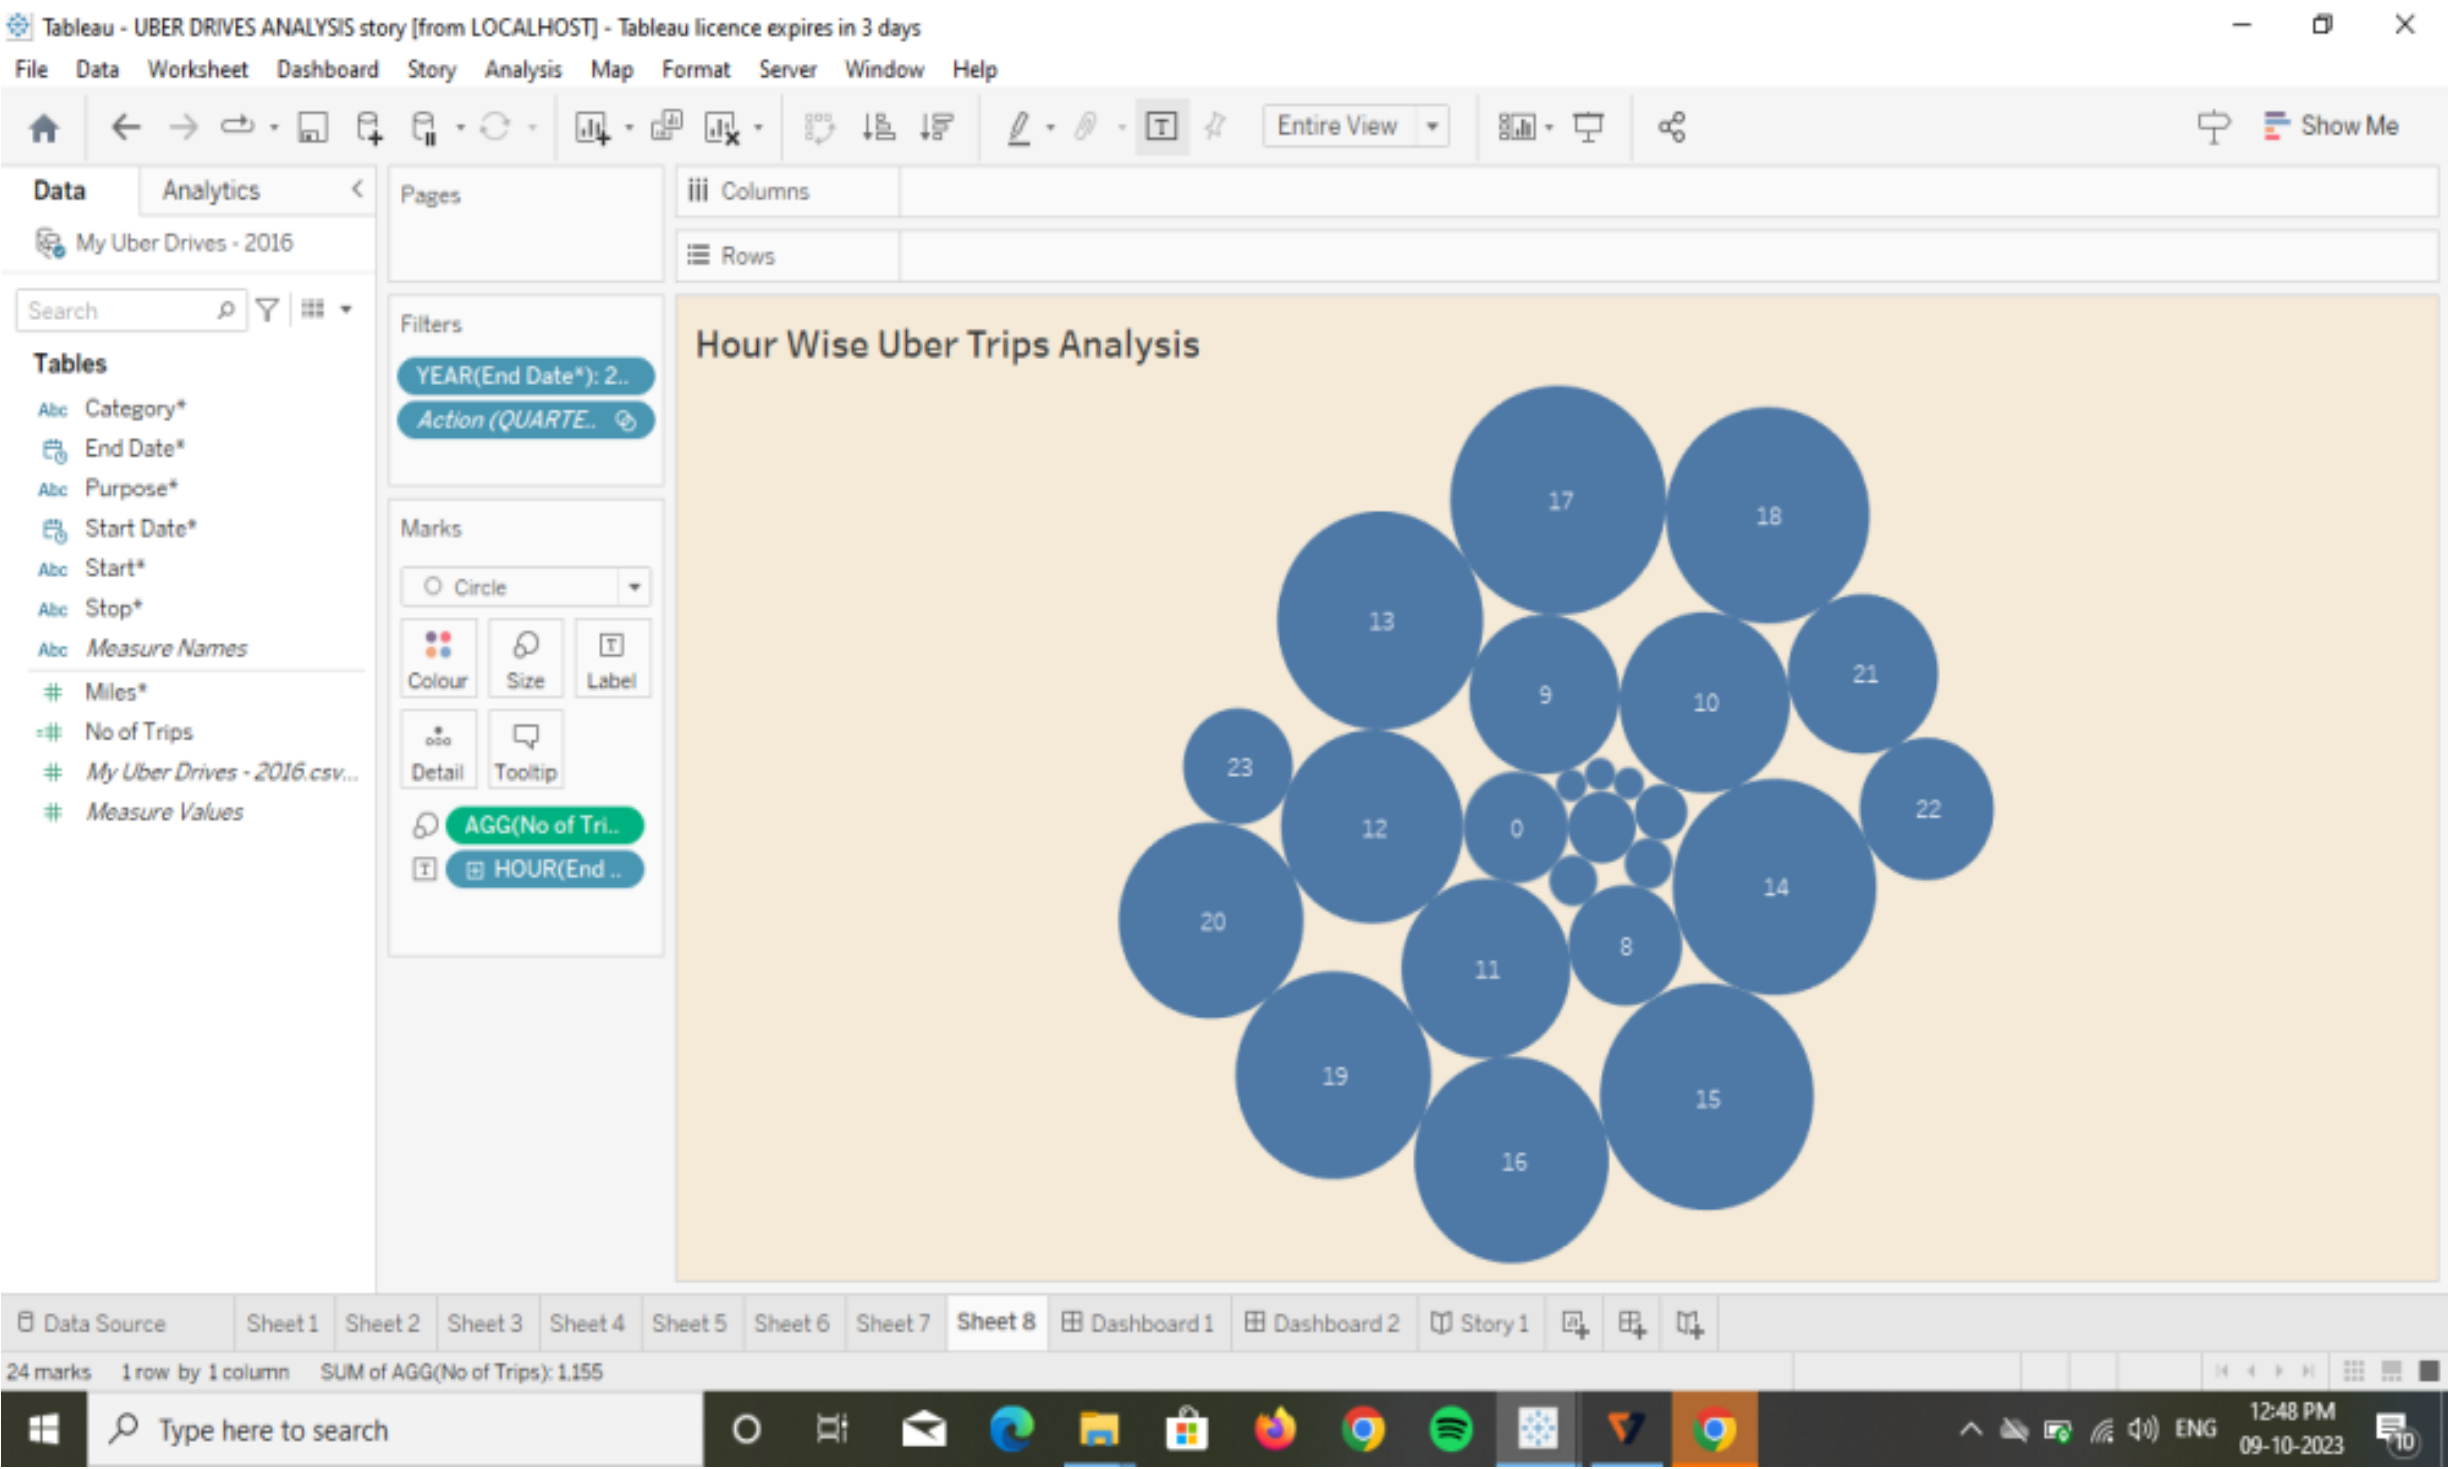 Tableau - UBER DRIVES ANALYSIS story [from LOCALHOST] - Tableau licence expires in 3 days
File Data Worksheet Dashboard Story Analysis Map Format Server Window Help
Entire View
Show Me
Data Analytics
My Uber Drives - 2016
Search
Tables
Abc Category*
End Date*
Abc Purpose*
Start Date*
Abc Start*
Abc Stop*
Abc Measure Names
# Miles*
=# No of Trips
# My Uber Drives - 2016.csv...
# Measure Values
Pages
Filters
YEAR(End Date*): 2..
Action (QUARTE..
Marks
Circle
Colour Size Label
Detail Tooltip
AGG(No of Tri..
HOUR(End ..
Columns
Rows
Hour Wise Uber Trips Analysis
17
18
13
21
9
10
23
22
12
0
14
20
8
11
19
15
16
Data Source Sheet 1 Sheet 2 Sheet 3 Sheet 4 Sheet 5 Sheet 6 Sheet 7 Sheet 8 Dashboard 1 Dashboard 2 Story 1
24 marks 1 row by 1 column SUM of AGG(No of Trips): 1,155
Type here to search
ENG
12:48 PM
09-10-2023
10